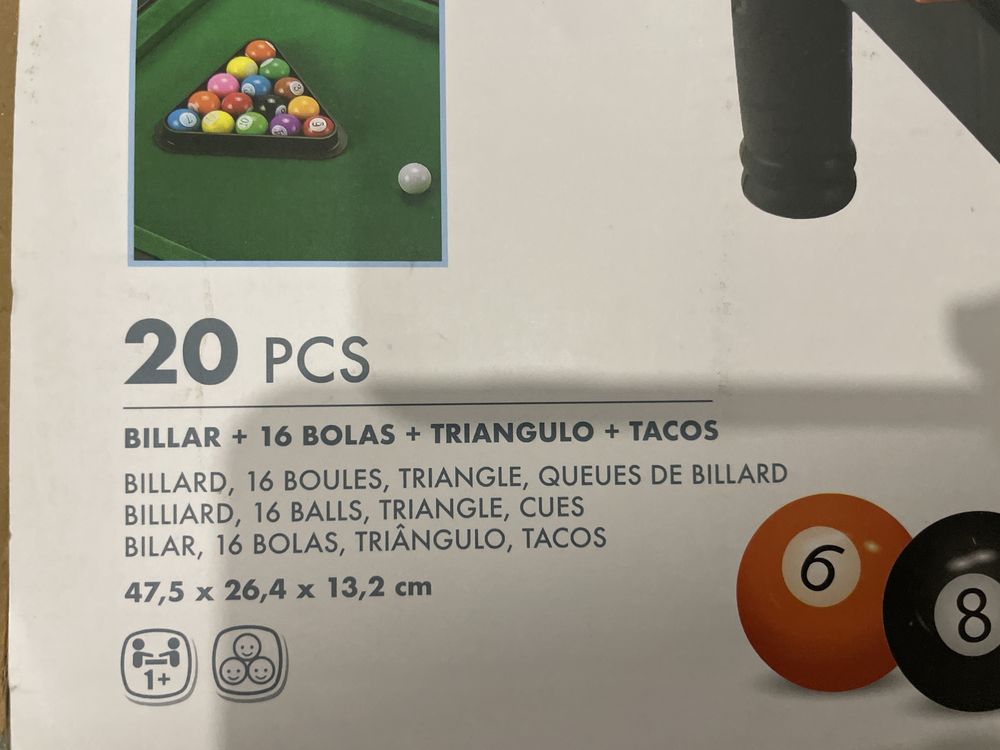 20 PCS
BILLAR + 16 BOLAS + TRIANGULO + TACOS
BILLARD, 16 BOULES, TRIANGLE, QUEUES DE BILLARD
BILLIARD, 16 BALLS, TRIANGLE, CUES
BILAR, 16 BOLAS, TRIÂNGULO, TACOS
47,5 x 26,4 x 13,2 cm
1+
6
8